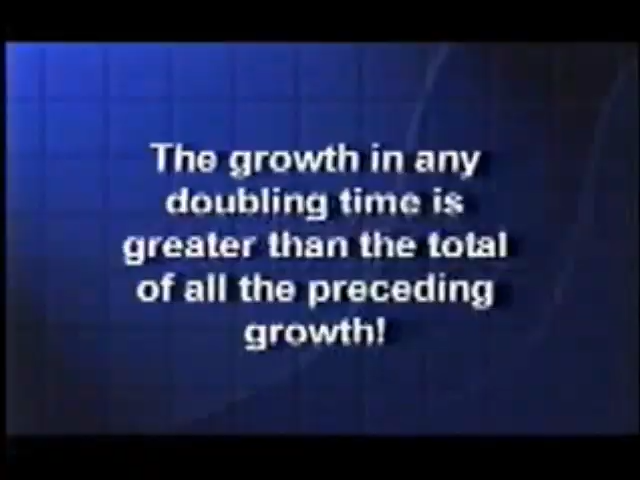 The growth in any
doubling time is
greater than the total
of all the preceding
growth!